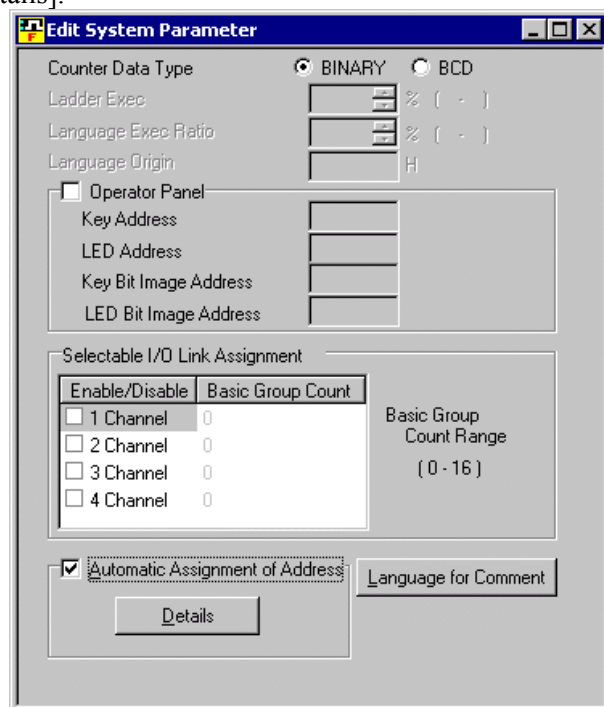 tails].
Edit System Parameter
Counter Data Type BINARY BCD
Ladder Exec % ( - )
Language Exec Ratio % ( - )
Language Origin H
Operator Panel
Key Address
LED Address
Key Bit Image Address
LED Bit Image Address
Selectable I/O Link Assignment
Enable/Disable Basic Group Count
1 Channel 0
2 Channel 0
3 Channel 0
4 Channel 0
Basic Group
Count Range
( 0 - 16 )
Automatic Assignment of Address
Language for Comment
Details